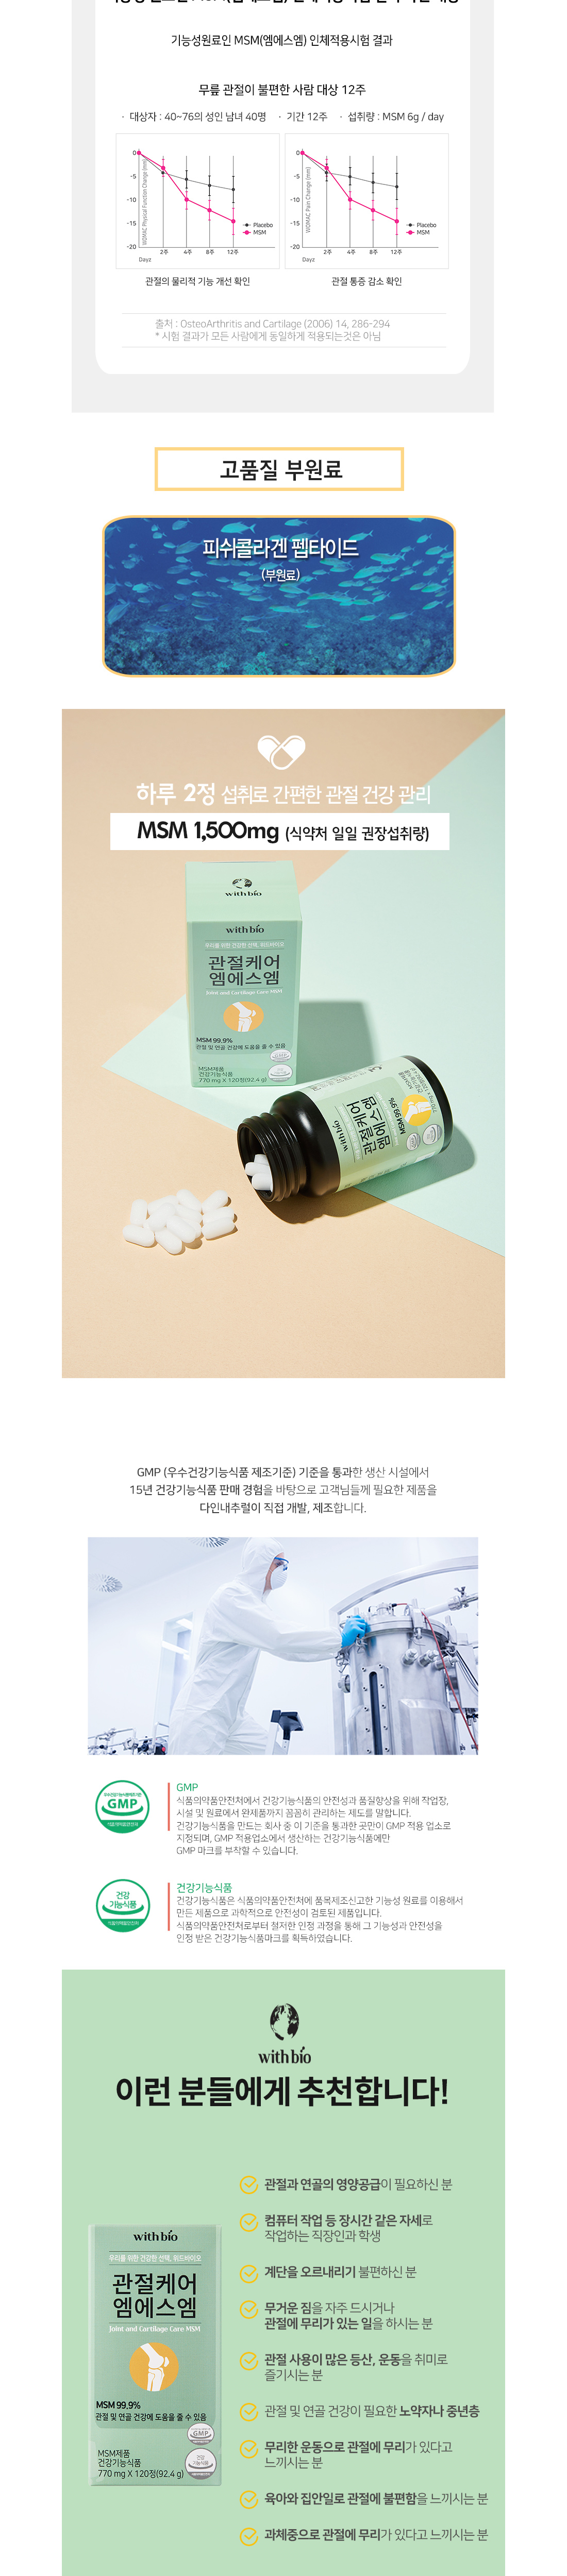 기능성원료인 MSM(엠에스엠) 인체적용시험 결과
무릎 관절이 불편한 사람 대상 12주
· 대상자 : 40~76의 성인 남녀 40명 · 기간 12주 · 섭취량 : MSM 6g / day
0
-5
-10
-15
-20
WOMAC Physical Function Change (mm)
2주 4주 8주 12주
Dayz
Placebo
MSM
관절의 물리적 기능 개선 확인
0
-5
-10
-15
-20
WOMAC Pain Change (mm)
2주 4주 8주 12주
Dayz
Placebo
MSM
관절 통증 감소 확인
출처 : OsteoArthritis and Cartilage (2006) 14, 286-294
* 시험 결과가 모든 사람에게 동일하게 적용되는것은 아님
고품질 부원료
피쉬콜라겐 펩타이드
(부원료)
하루 2정 섭취로 간편한 관절 건강 관리
MSM 1,500mg (식약처 일일 권장섭취량)
withbio
withbio
우리를 위한 건강한 선택, 위드바이오
관절케어
엠에스엠
Joint and Cartilage Care MSM
MSM 99.9%
관절 및 연골 건강에 도움을 줄 수 있음
MSM제품
건강기능식품
770 mg X 120정(92.4 g)
withbio
관절케어
엠에스엠
MSM 99.9%
GMP (우수건강기능식품 제조기준) 기준을 통과한 생산 시설에서
15년 건강기능식품 판매 경험을 바탕으로 고객님들께 필요한 제품을
다인내추럴이 직접 개발, 제조합니다.
GMP
GMP
식품의약품안전처에서 건강기능식품의 안전성과 품질향상을 위해 작업장,
시설 및 원료에서 완제품까지 꼼꼼히 관리하는 제도를 말합니다.
건강기능식품을 만드는 회사 중 이 기준을 통과한 곳만이 GMP 적용 업소로
지정되며, GMP 적용업소에서 생산하는 건강기능식품에만
GMP 마크를 부착할 수 있습니다.
건강
기능식품
건강기능식품
건강기능식품은 식품의약품안전처에 품목제조신고한 기능성 원료를 이용해서
만든 제품으로 과학적으로 안전성이 검토된 제품입니다.
식품의약품안전처로부터 철저한 인정 과정을 통해 그 기능성과 안전성을
인정 받은 건강기능식품마크를 획득하였습니다.
withbio
이런 분들에게 추천합니다!
관절과 연골의 영양공급이 필요하신 분
컴퓨터 작업 등 장시간 같은 자세로
작업하는 직장인과 학생
계단을 오르내리기 불편하신 분
무거운 짐을 자주 드시거나
관절에 무리가 있는 일을 하시는 분
관절 사용이 많은 등산, 운동을 취미로
즐기시는 분
관절 및 연골 건강이 필요한 노약자나 중년층
무리한 운동으로 관절에 무리가 있다고
느끼시는 분
육아와 집안일로 관절에 불편함을 느끼시는 분
과체중으로 관절에 무리가 있다고 느끼시는 분
withbio
우리를 위한 건강한 선택, 위드바이오
관절케어
엠에스엠
Joint and Cartilage Care MSM
MSM 99.9%
관절 및 연골 건강에 도움을 줄 수 있음
GMP
MSM제품
건강기능식품
770 mg X 120정(92.4 g)
건강
기능식품